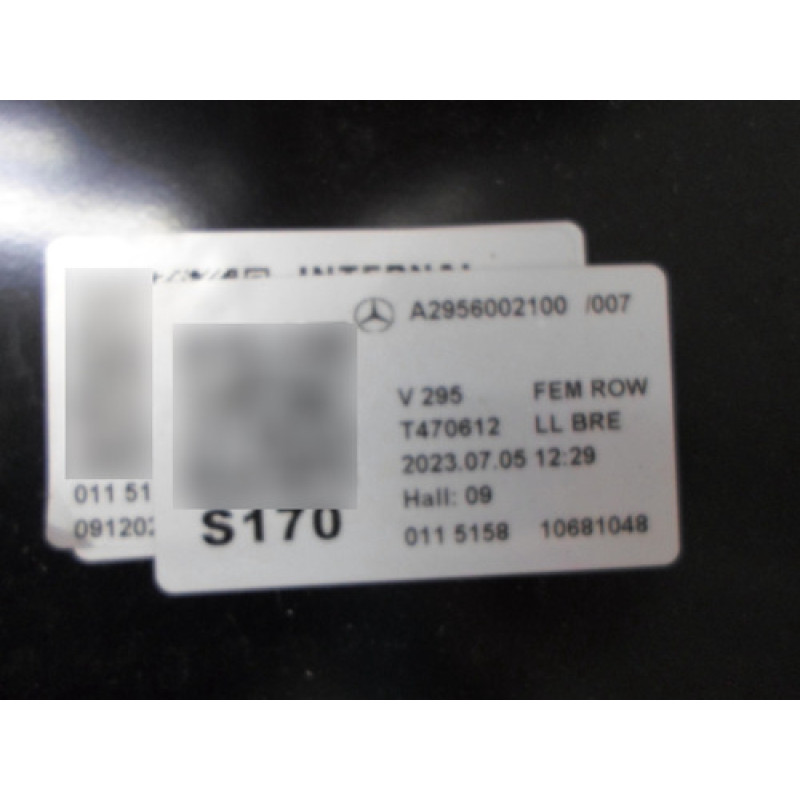 INTERNAL
A2956002100 /007
V 295 FEM ROW
T470612 LL BRE
2023.07.05 12:29
Hall: 09
011 5158 10681048
S170
011 51
091202